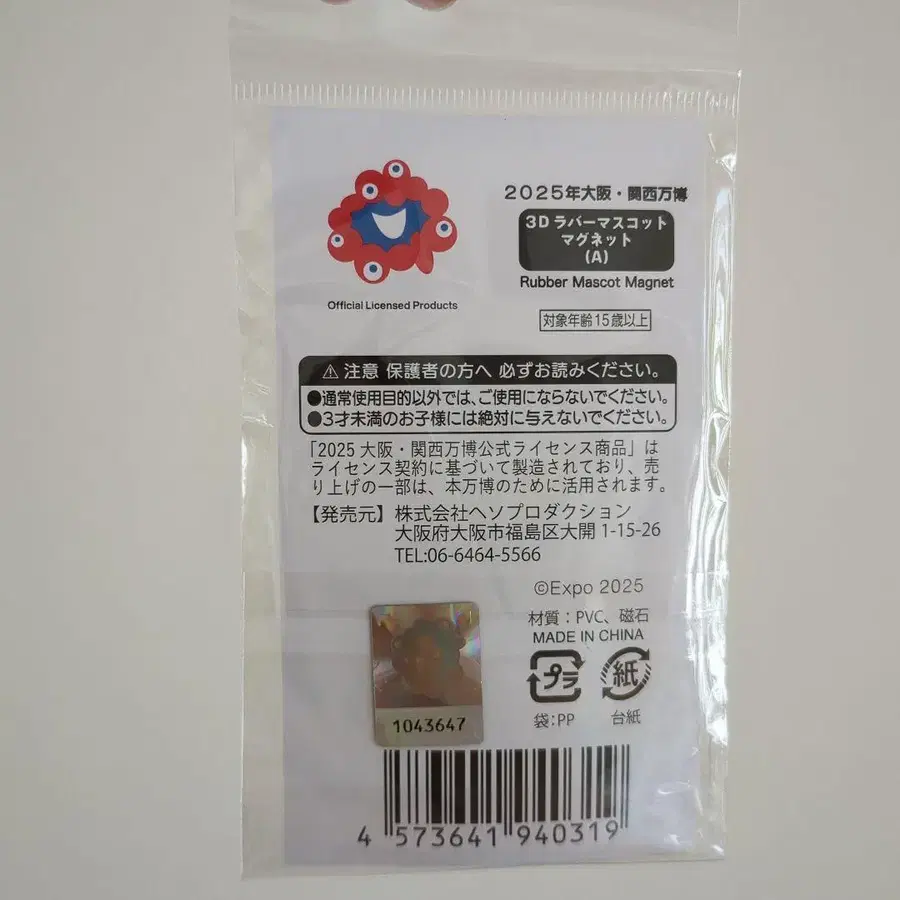 Official Licensed Products
2025年大阪・関西万博
3Dラバーマスコット
マグネット
(A)
Rubber Mascot Magnet
対象年齢15歳以上
⚠注意 保護者の方へ 必ずお読みください。
●通常使用目的以外では、ご使用にならないでください。
●3才未満のお子様には絶対に与えないでください。
「2025大阪・関西万博公式ライセンス商品」は
ライセンス契約に基づいて製造されており、売
り上げの一部は、本万博のために活用されます。
【発売元】株式会社ヘソプロダクション
大阪府大阪市福島区大開1-15-26
TEL:06-6464-5566
©Expo 2025
材質：PVC、磁石
MADE IN CHINA
プラ 紙
袋:PP 台紙
1043647
4 573641 940319